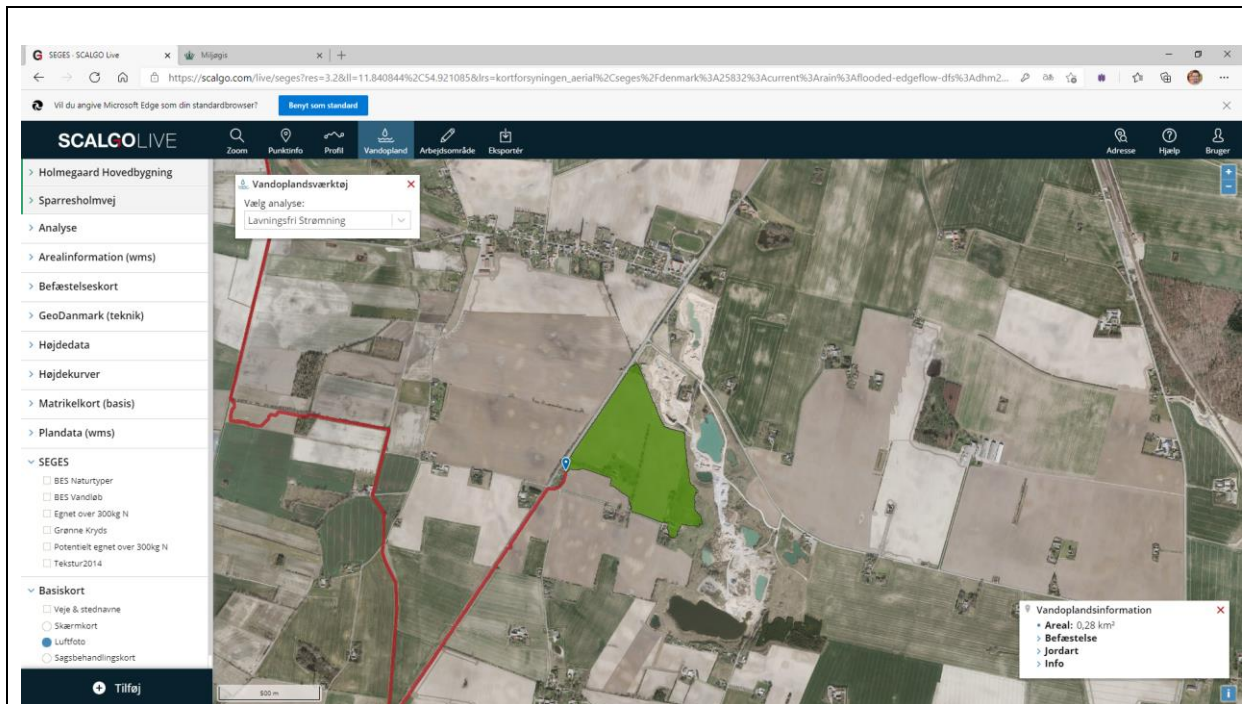 SEGES - SCALGO Live
Miljøgis
https://scalgo.com/live/seges?res=3.2&ll=11.840844%2C54.921085&lrs=kortforsyningen_aerial%2Cseges%2Fdenmark%3A25832%3Acurrent%3Arain%3Aflooded-edgeflow-dfs%3Adhm2...
Vil du angive Microsoft Edge som din standardbrowser?
Benyt som standard
SCALGOLIVE
Zoom
Punktinfo
Profil
Vandopland
Arbejdsområde
Eksportér
Adresse
Hjælp
Bruger
Holmegaard Hovedbygning
Sparresholmvej
Analyse
Arealinformation (wms)
Befæstelseskort
GeoDanmark (teknik)
Højdedata
Højdekurver
Matrikelkort (basis)
Plandata (wms)
SEGES
BES Naturtyper
BES Vandløb
Egnet over 300kg N
Grønne Kryds
Potentielt egnet over 300kg N
Tekstur2014
Basiskort
Veje & stednavne
Skærmkort
Luftfoto
Sagsbehandlingskort
Tilføj
Vandoplandsværktøj
Vælg analyse:
Lavningsfri Strømning
500 m
Vandoplandsinformation
Areal: 0,28 km²
Befæstelse
Jordart
Info